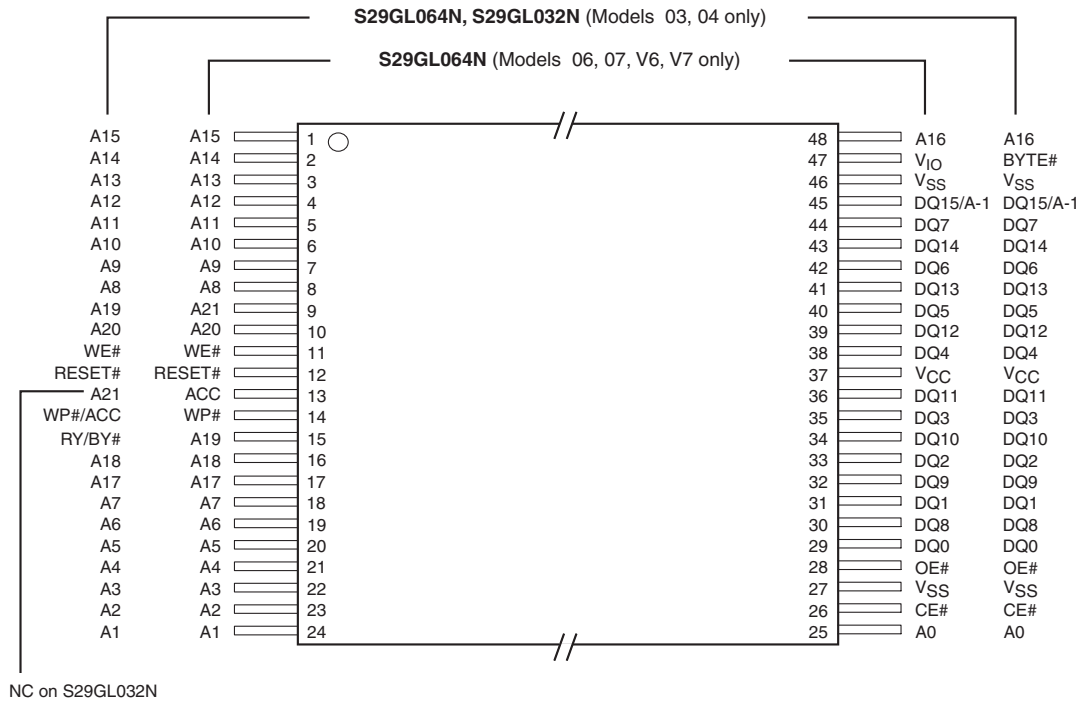 S29GL064N, S29GL032N (Models 03, 04 only)
S29GL064N (Models 06, 07, V6, V7 only)
A15 A15 1 48 A16 A16
A14 A14 2 47 VIO BYTE#
A13 A13 3 46 VSS VSS
A12 A12 4 45 DQ15/A-1 DQ15/A-1
A11 A11 5 44 DQ7 DQ7
A10 A10 6 43 DQ14 DQ14
A9 A9 7 42 DQ6 DQ6
A8 A8 8 41 DQ13 DQ13
A19 A21 9 40 DQ5 DQ5
A20 A20 10 39 DQ12 DQ12
WE# WE# 11 38 DQ4 DQ4
RESET# RESET# 12 37 VCC VCC
A21 ACC 13 36 DQ11 DQ11
WP#/ACC WP# 14 35 DQ3 DQ3
RY/BY# A19 15 34 DQ10 DQ10
A18 A18 16 33 DQ2 DQ2
A17 A17 17 32 DQ9 DQ9
A7 A7 18 31 DQ1 DQ1
A6 A6 19 30 DQ8 DQ8
A5 A5 20 29 DQ0 DQ0
A4 A4 21 28 OE# OE#
A3 A3 22 27 VSS VSS
A2 A2 23 26 CE# CE#
A1 A1 24 25 A0 A0
NC on S29GL032N